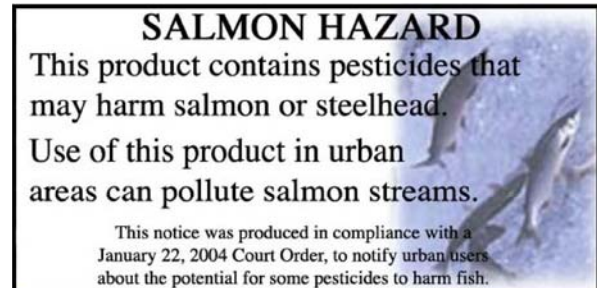 SALMON HAZARD
This product contains pesticides that
may harm salmon or steelhead.
Use of this product in urban
areas can pollute salmon streams.
This notice was produced in compliance with a
January 22, 2004 Court Order, to notify urban users
about the potential for some pesticides to harm fish.